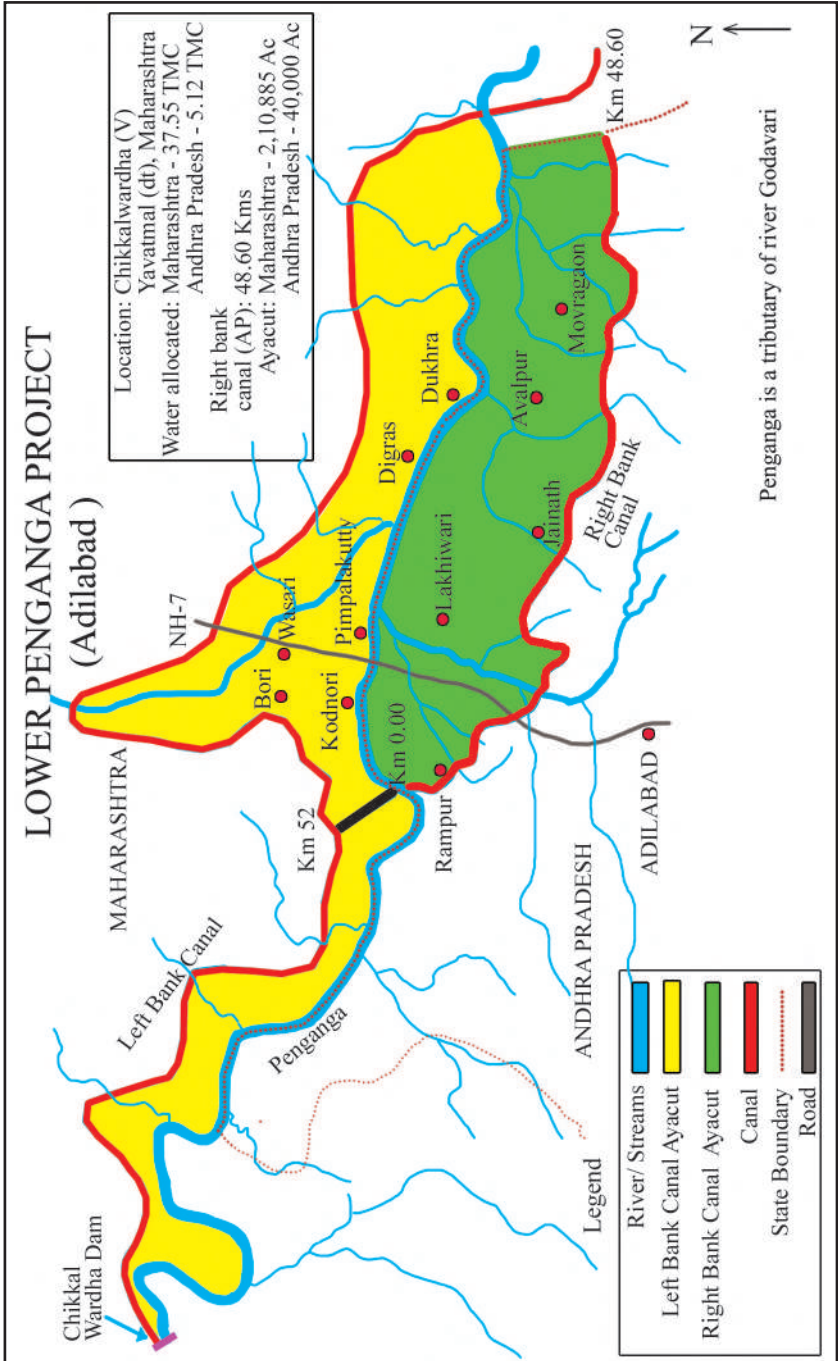 LOWER PENGANGA PROJECT
(Adilabad )
Location: Chikkalwardha (V)
Yavatmal (dt), Maharashtra
Water allocated: Maharashtra - 37.55 TMC
Andhra Pradesh - 5.12 TMC
Right bank
canal (AP): 48.60 Kms
Ayacut: Maharashtra - 2,10,885 Ac
Andhra Pradesh - 40,000 Ac
Chikkal
Wardha Dam
Left Bank Canal
MAHARASHTRA
NH-7
Penganga
Km 52
Bori
Wasari
Kodnori
Pimpalakutty
Digras
Dukhra
Km 0.00
Rampur
Lakhiwari
Jainath
Avalpur
Movragaon
Right Bank
Canal
Km 48.60
N
ANDHRA PRADESH
ADILABAD
Legend
River/ Streams
Left Bank Canal Ayacut
Right Bank Canal Ayacut
Canal
State Boundary
Road
Penganga is a tributary of river Godavari